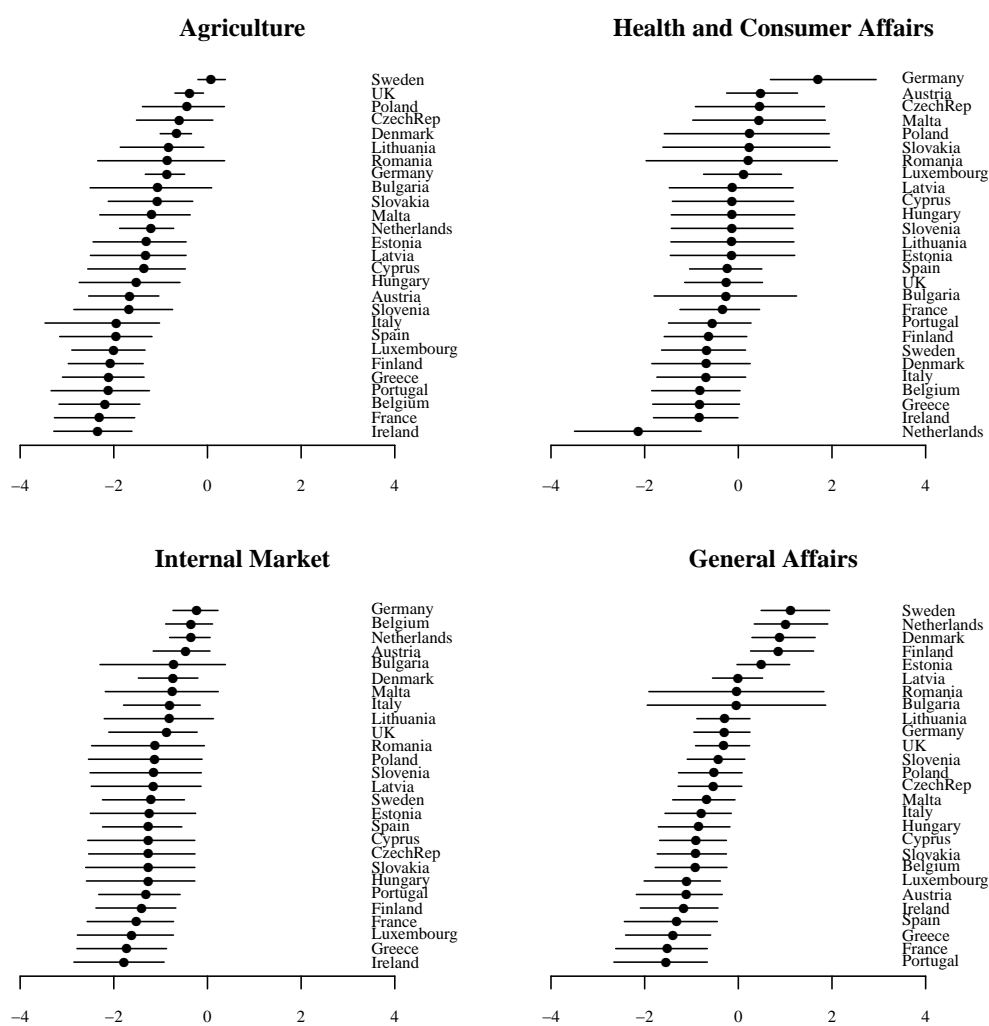 Agriculture
Sweden
UK
Poland
CzechRep
Denmark
Lithuania
Romania
Germany
Bulgaria
Slovakia
Malta
Netherlands
Estonia
Latvia
Cyprus
Hungary
Austria
Slovenia
Italy
Spain
Luxembourg
Finland
Greece
Portugal
Belgium
France
Ireland
−4 −2 0 2 4
Health and Consumer Affairs
Germany
Austria
CzechRep
Malta
Poland
Slovakia
Romania
Luxembourg
Latvia
Cyprus
Hungary
Slovenia
Lithuania
Estonia
Spain
UK
Bulgaria
France
Portugal
Finland
Sweden
Denmark
Italy
Belgium
Greece
Ireland
Netherlands
−4 −2 0 2 4
Internal Market
Germany
Belgium
Netherlands
Austria
Bulgaria
Denmark
Malta
Italy
Lithuania
UK
Romania
Poland
Slovenia
Latvia
Sweden
Estonia
Spain
Cyprus
CzechRep
Slovakia
Hungary
Portugal
Finland
France
Luxembourg
Greece
Ireland
−4 −2 0 2 4
General Affairs
Sweden
Netherlands
Denmark
Finland
Estonia
Latvia
Romania
Bulgaria
Lithuania
Germany
UK
Slovenia
Poland
CzechRep
Malta
Italy
Hungary
Cyprus
Slovakia
Belgium
Luxembourg
Austria
Ireland
Spain
Greece
France
Portugal
−4 −2 0 2 4